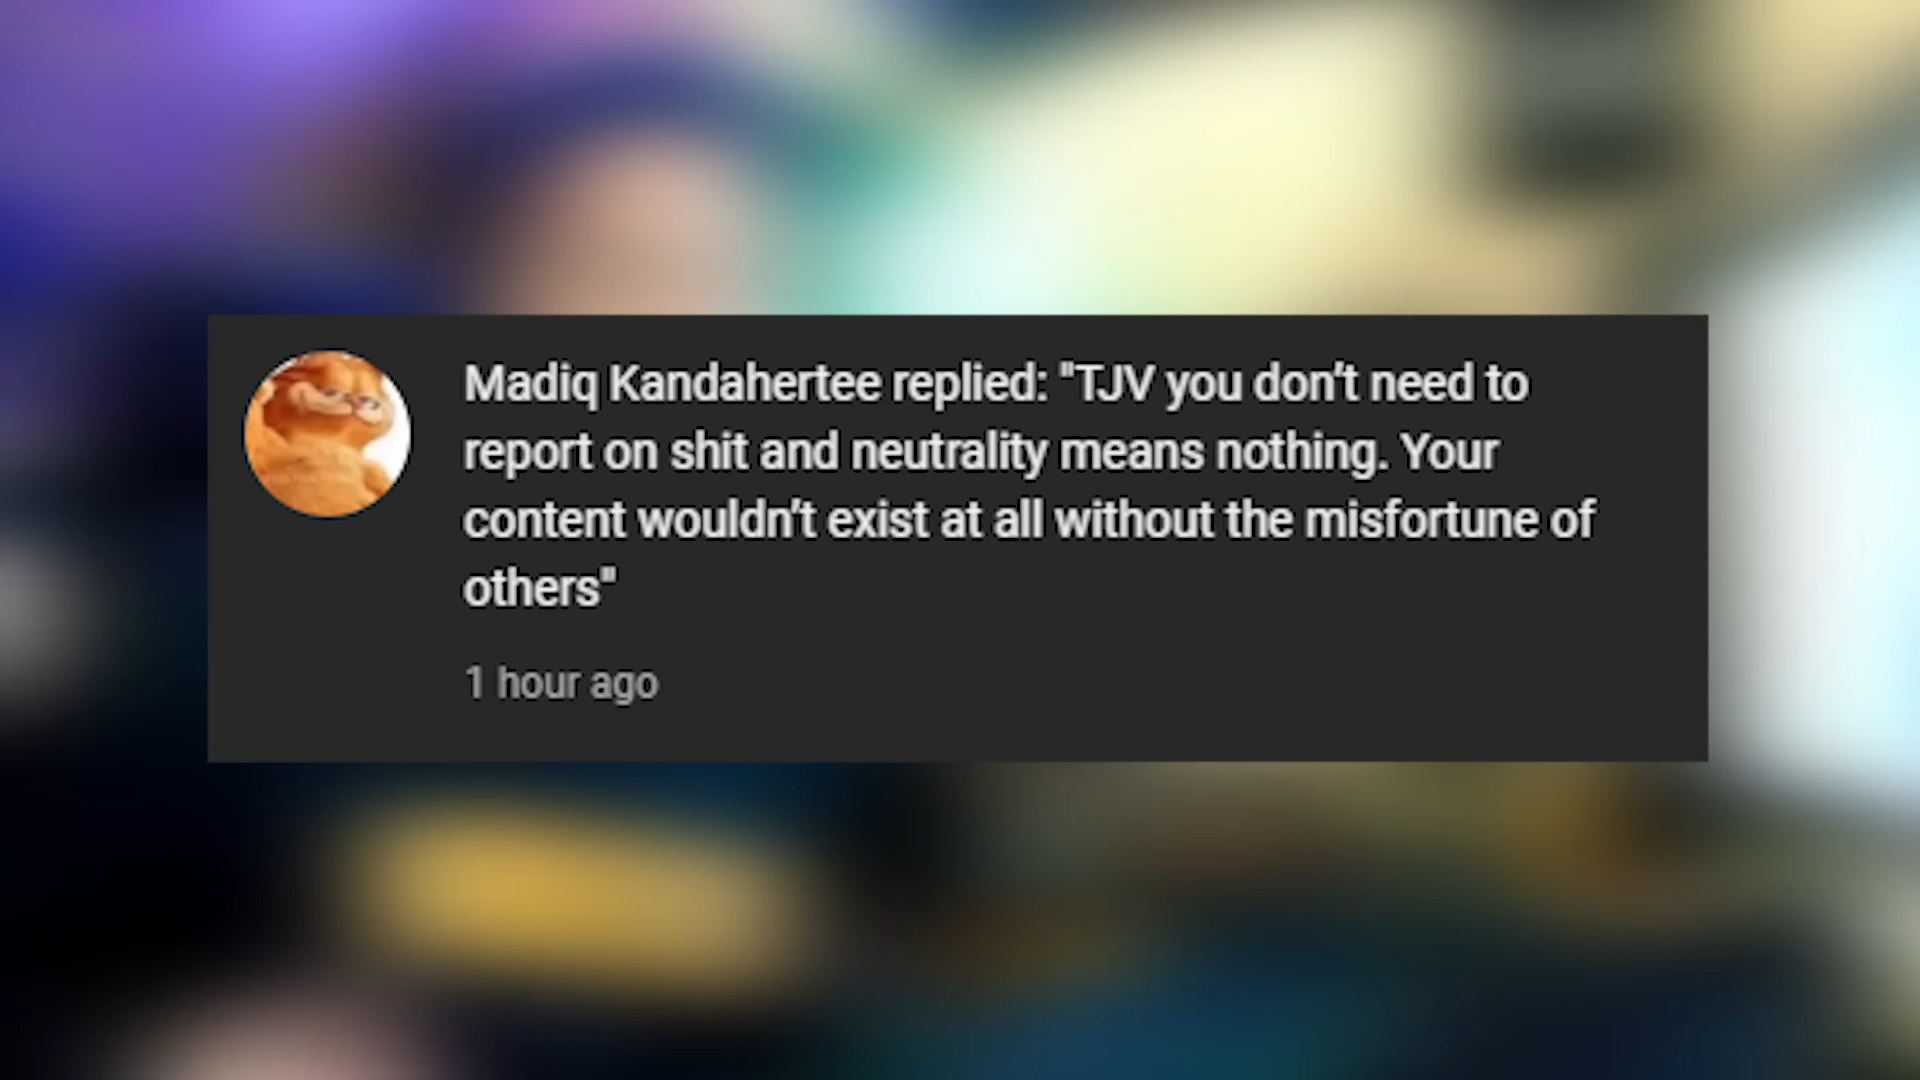 Madiq Kandahertee replied: "TJV you don't need to
report on shit and neutrality means nothing. Your
content wouldn't exist at all without the misfortune of
others"
1 hour ago